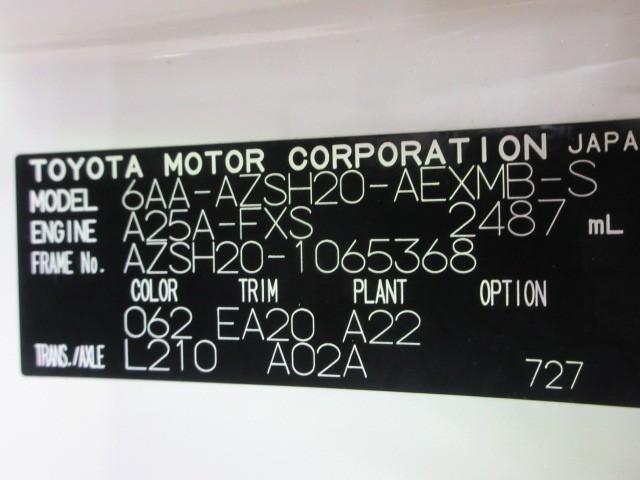 TOYOTA MOTOR CORPORATION JAPA
MODEL 6AA-AZSH20-AEXMB-S
ENGINE A25A-FXS 2487 mL
FRAME No. AZSH20-1065368
COLOR TRIM PLANT OPTION
062 EA20 A22
TRANS./AXLE L210 A02A 727